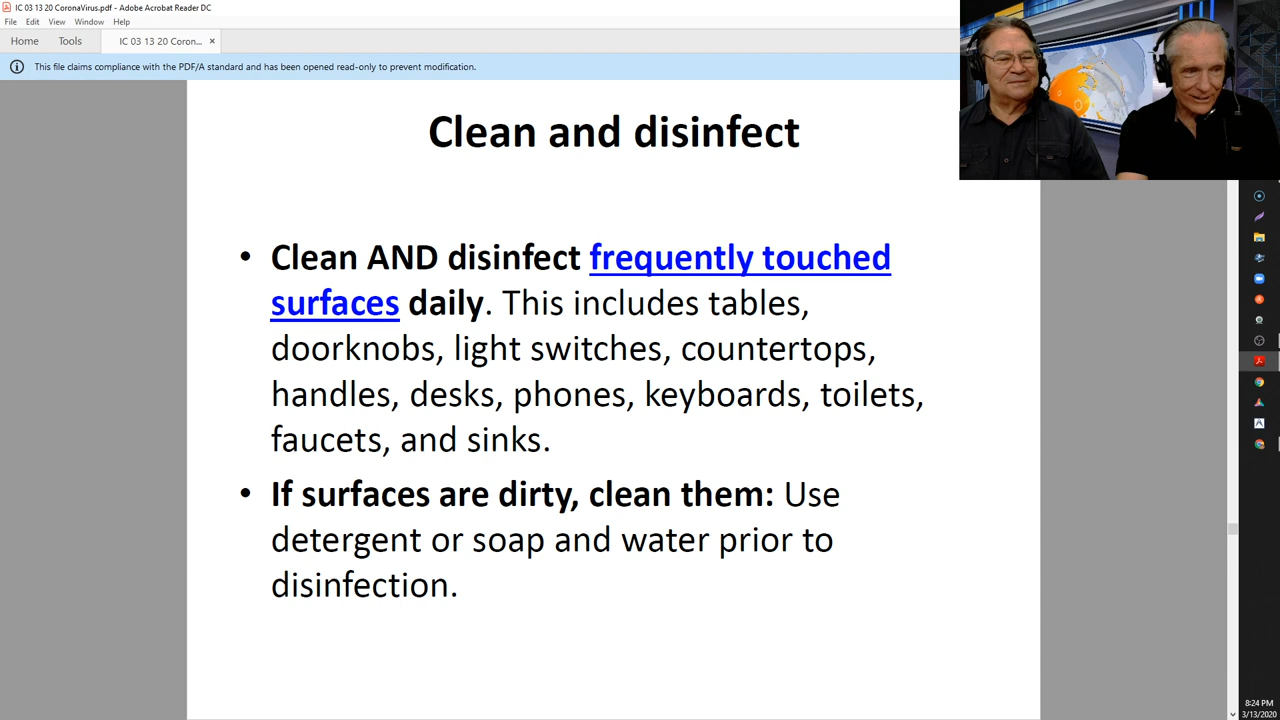 IC 03 13 20 CoronaVirus.pdf - Adobe Acrobat Reader DC
File Edit View Window Help
Home Tools IC 03 13 20 Coron... ×
This file claims compliance with the PDF/A standard and has been opened read-only to prevent modification.
Clean and disinfect
• Clean AND disinfect frequently touched
surfaces daily. This includes tables,
doorknobs, light switches, countertops,
handles, desks, phones, keyboards, toilets,
faucets, and sinks.
• If surfaces are dirty, clean them: Use
detergent or soap and water prior to
disinfection.
8:24 PM
3/13/2020